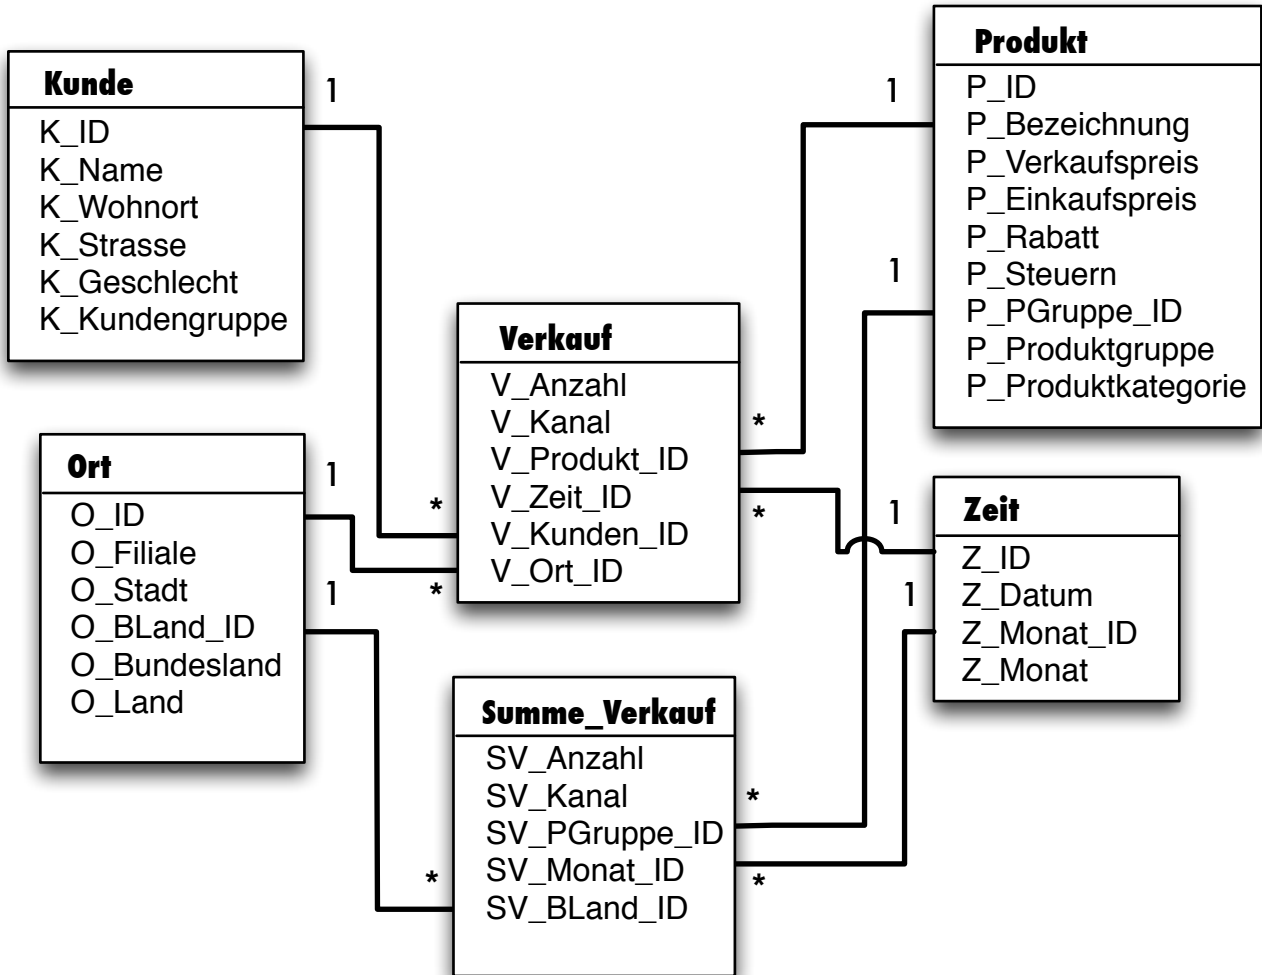 Kunde
K_ID
K_Name
K_Wohnort
K_Strasse
K_Geschlecht
K_Kundengruppe
1
*
Ort
O_ID
O_Filiale
O_Stadt
O_BLand_ID
O_Bundesland
O_Land
1
*
1
*
Verkauf
V_Anzahl
V_Kanal
V_Produkt_ID
V_Zeit_ID
V_Kunden_ID
V_Ort_ID
*
*
Summe_Verkauf
SV_Anzahl
SV_Kanal
SV_PGruppe_ID
SV_Monat_ID
SV_BLand_ID
*
*
Produkt
P_ID
P_Bezeichnung
P_Verkaufspreis
P_Einkaufspreis
P_Rabatt
P_Steuern
P_PGruppe_ID
P_Produktgruppe
P_Produktkategorie
1
1
Zeit
Z_ID
Z_Datum
Z_Monat_ID
Z_Monat
1
1